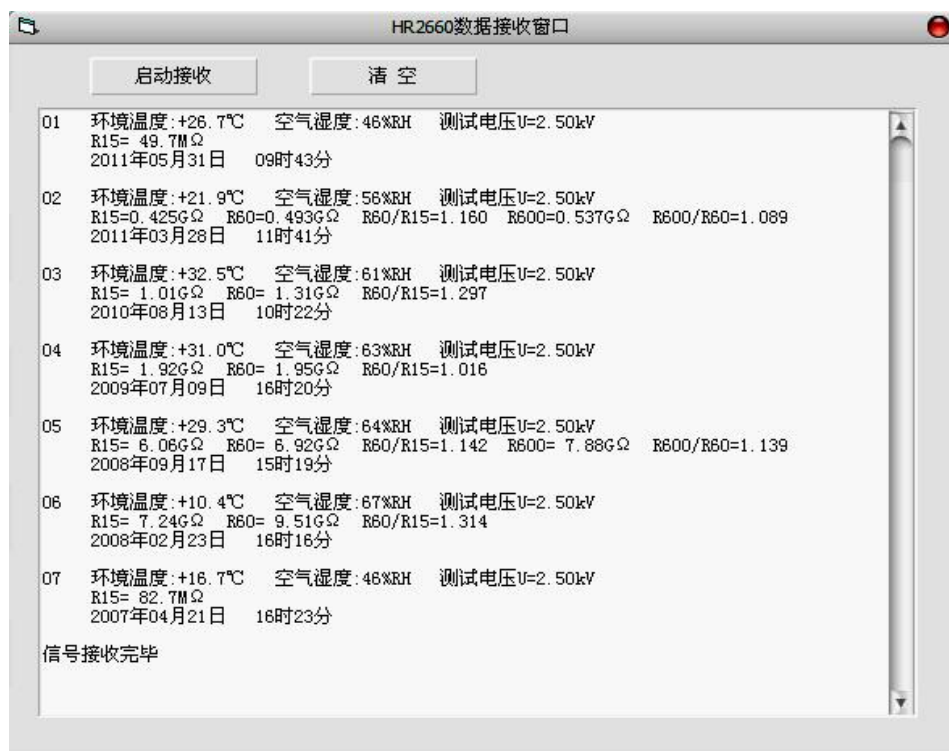 HR2660数据接收窗口
启动接收 清 空
01 环境温度:+26.7℃ 空气湿度:46%RH 测试电压U=2.50kV
R15= 49.7MΩ
2011年05月31日 09时43分
02 环境温度:+21.9℃ 空气湿度:56%RH 测试电压U=2.50kV
R15=0.425GΩ R60=0.493GΩ R60/R15=1.160 R600=0.537GΩ R600/R60=1.089
2011年03月28日 11时41分
03 环境温度:+32.5℃ 空气湿度:61%RH 测试电压U=2.50kV
R15= 1.01GΩ R60= 1.31GΩ R60/R15=1.297
2010年08月13日 10时22分
04 环境温度:+31.0℃ 空气湿度:63%RH 测试电压U=2.50kV
R15= 1.92GΩ R60= 1.95GΩ R60/R15=1.016
2009年07月09日 16时20分
05 环境温度:+29.3℃ 空气湿度:64%RH 测试电压U=2.50kV
R15= 6.06GΩ R60= 6.92GΩ R60/R15=1.142 R600= 7.88GΩ R600/R60=1.139
2008年09月17日 15时19分
06 环境温度:+10.4℃ 空气湿度:67%RH 测试电压U=2.50kV
R15= 7.24GΩ R60= 9.51GΩ R60/R15=1.314
2008年02月23日 16时16分
07 环境温度:+16.7℃ 空气湿度:46%RH 测试电压U=2.50kV
R15= 82.7MΩ
2007年04月21日 16时23分
信号接收完毕